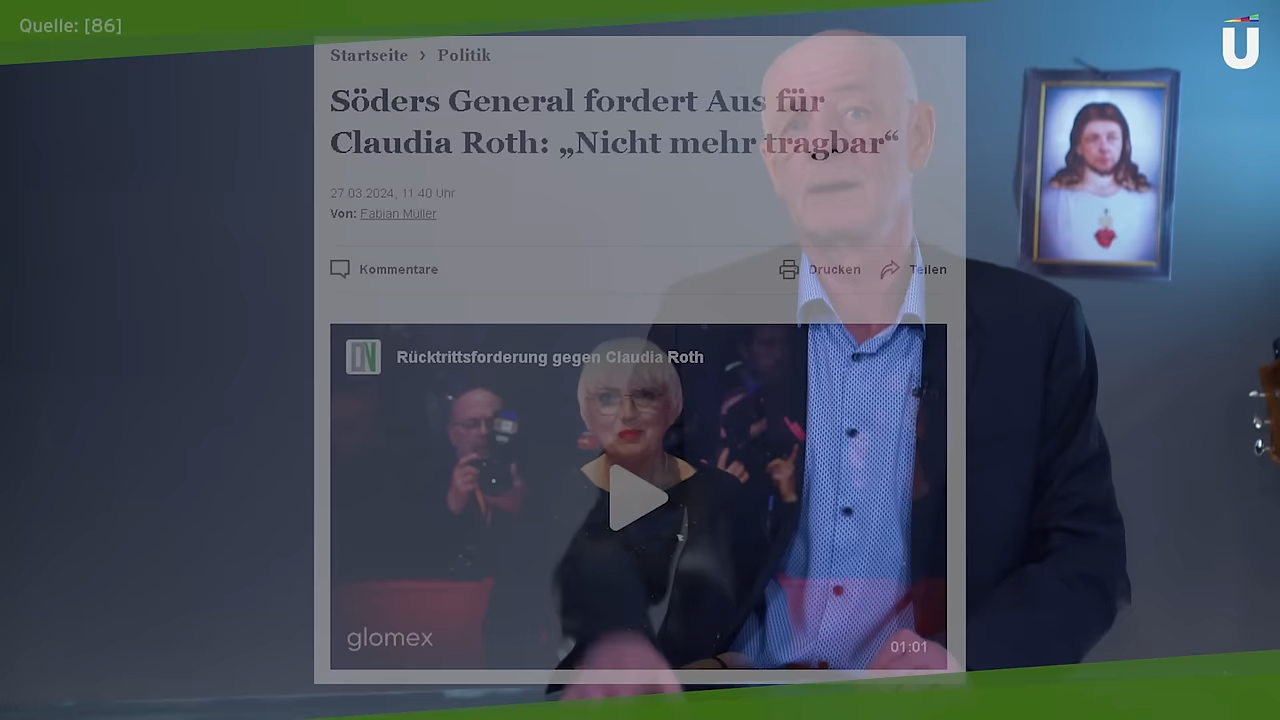 Quelle: [86]
Ü
Startseite › Politik
Söders General fordert Aus für
Claudia Roth: „Nicht mehr tragbar“
27.03.2024, 11:40 Uhr
Von: Fabian Müller
Kommentare
Drucken
Teilen
Rücktrittsforderung gegen Claudia Roth
glomex
01:01